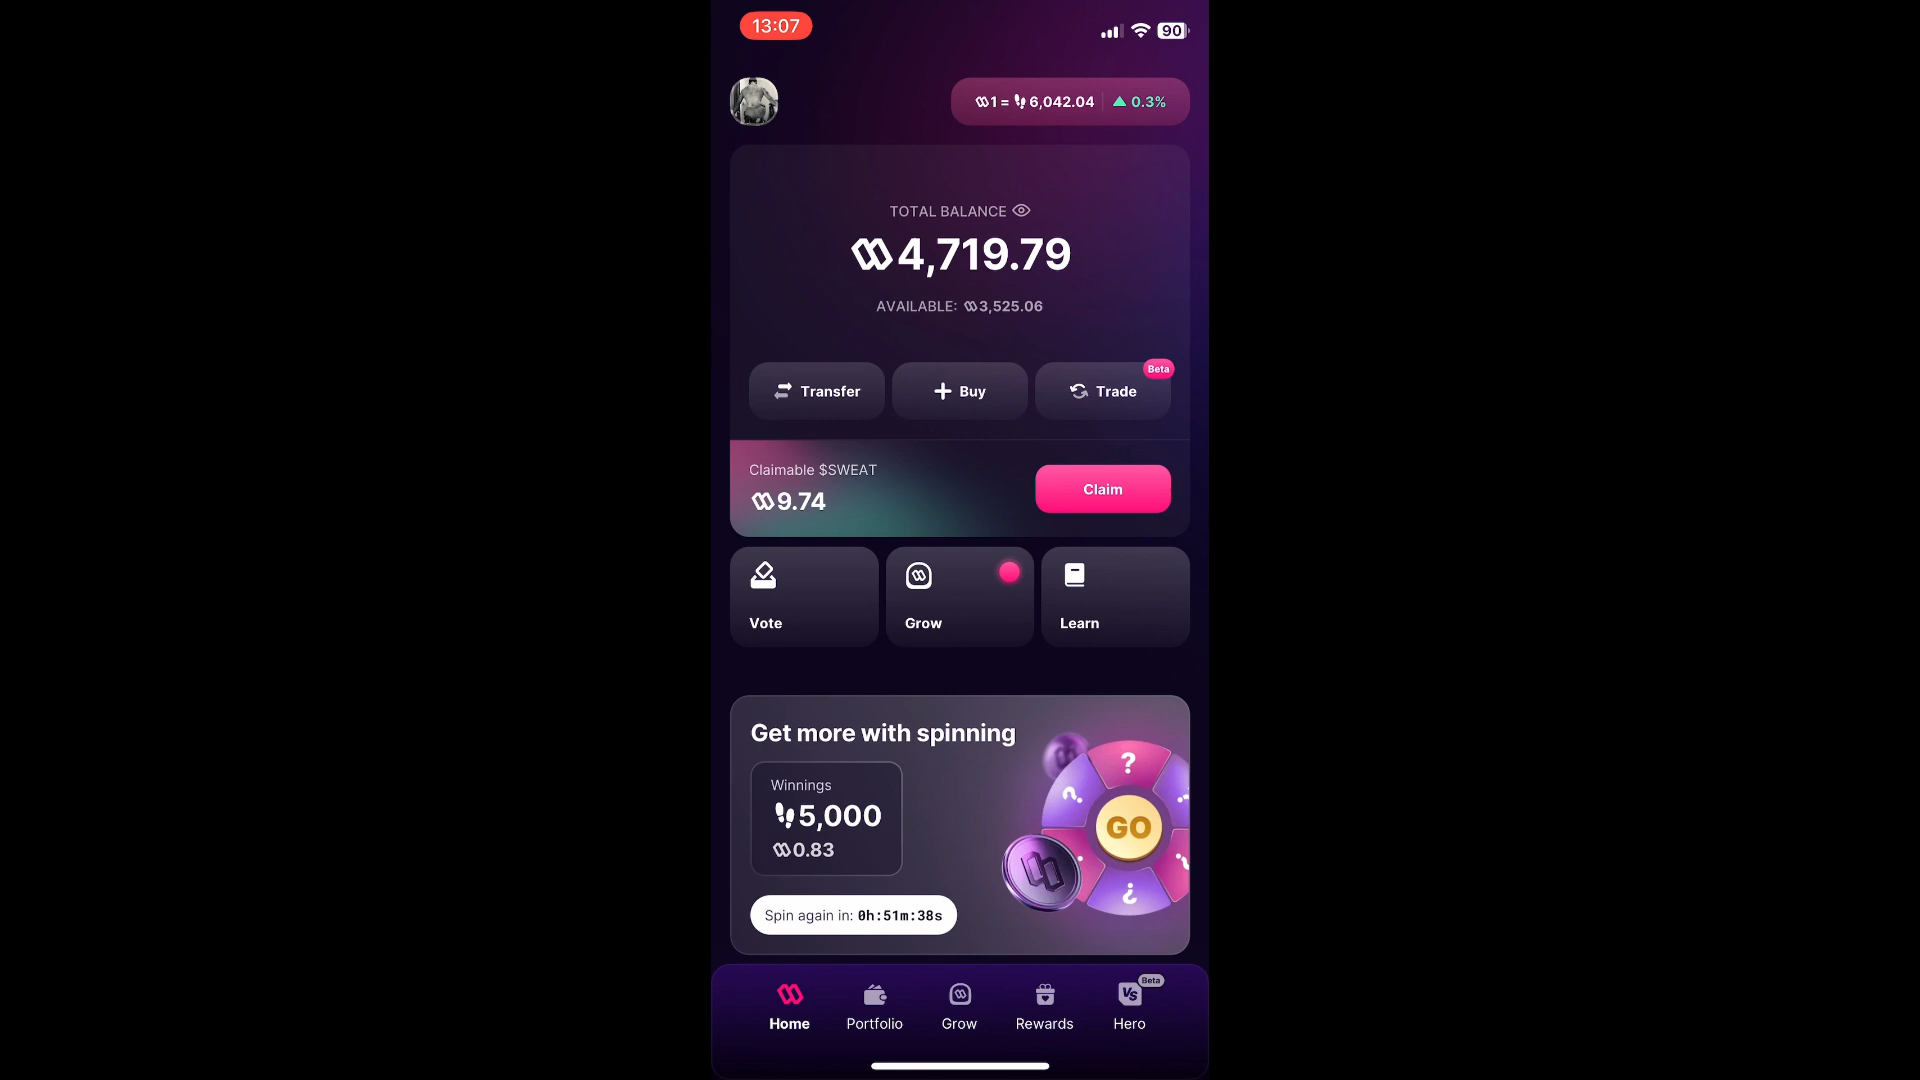 13:07
90
1 = 6,042.04 0.3%
TOTAL BALANCE
4,719.79
AVAILABLE: 3,525.06
Beta
Transfer
Buy
Trade
Claimable $SWEAT
9.74
Claim
Vote
Grow
Learn
Get more with spinning
Winnings
5,000
0.83
Spin again in: 0h:51m:38s
?
?
GO
?
Beta
Vs
Home
Portfolio
Grow
Rewards
Hero